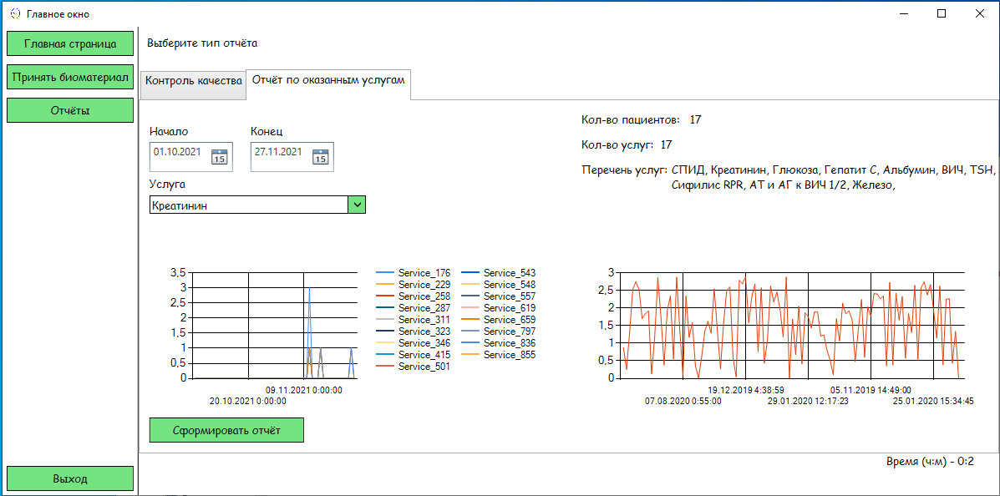 Главное окно
Главная страница
Принять биоматериал
Отчёты
Выход
Выберите тип отчёта
Контроль качества
Отчёт по оказанным услугам
Начало
Конец
01.10.2021
15
27.11.2021
15
Услуга
Креатинин
Кол-во пациентов: 17
Кол-во услуг: 17
Перечень услуг: СПИД, Креатинин, Глюкоза, Гепатит С, Альбумин, ВИЧ, TSH,
Сифилис RPR, АТ и АГ к ВИЧ 1/2, Железо,
3,5
3
2,5
2
1,5
1
0,5
0
09.11.2021 0:00:00
20.10.2021 0:00:00
Service_176
Service_229
Service_258
Service_287
Service_311
Service_323
Service_346
Service_415
Service_501
Service_543
Service_548
Service_557
Service_619
Service_659
Service_797
Service_836
Service_855
3
2,5
2
1,5
1
0,5
0
19.12.2019 4:38:59
05.11.2019 14:49:00
07.08.2020 0:55:00
29.01.2020 12:17:23
25.01.2020 15:34:45
Сформировать отчёт
Время (ч:м) - 0:2